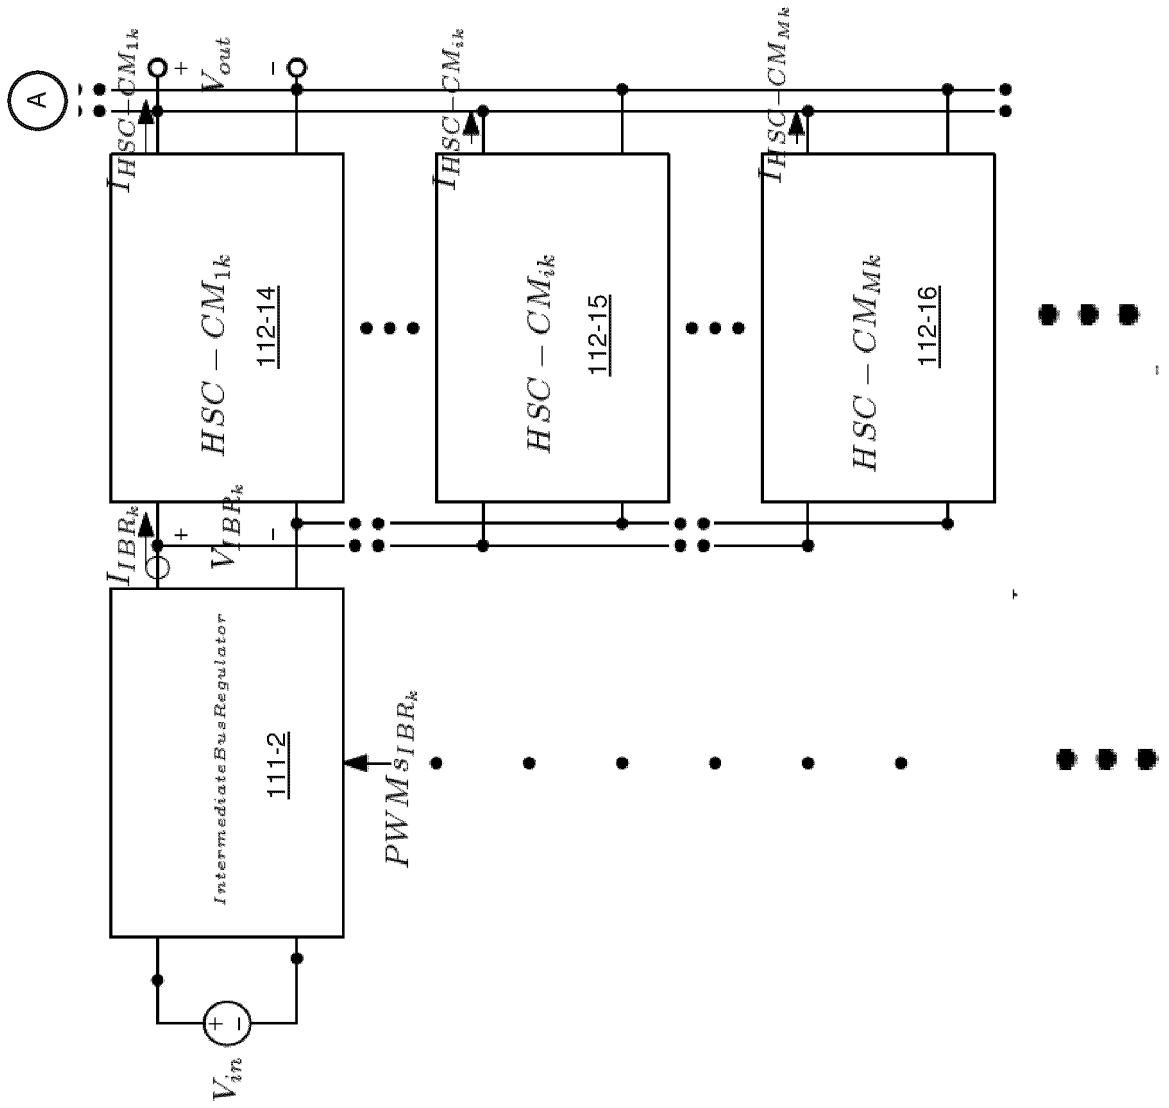 A
I_{HSC-CM_{1k}}
+ V_{out} −
I_{HSC-CM_{ik}}
I_{HSC-CM_{Mk}}
HSC − CM_{1k}
112-14
HSC − CM_{ik}
112-15
HSC − CM_{Mk}
112-16
I_{IBR_k}
+ V_{IBR_k} −
IntermediateBusRegulator
111-2
PWMs_{IBR_k}
+ −
V_{in}